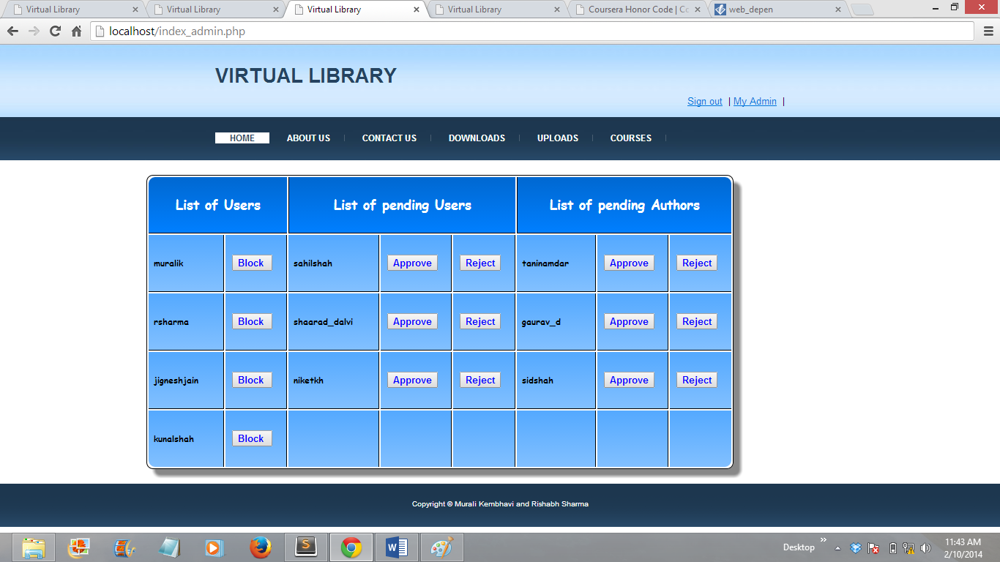 Virtual Library
Virtual Library
Virtual Library
Virtual Library
Coursera Honor Code | Co
web_depen
localhost/index_admin.php
VIRTUAL LIBRARY
Sign out | My Admin |
HOME ABOUT US CONTACT US DOWNLOADS UPLOADS COURSES
List of Users List of pending Users List of pending Authors
muralik Block sahilshah Approve Reject taninamdar Approve Reject
rsharma Block shaarad_dalvi Approve Reject gaurav_d Approve Reject
jigneshjain Block niketkh Approve Reject sidshah Approve Reject
kunalshah Block
Copyright © Murali Kembhavi and Rishabh Sharma
Desktop
11:43 AM
2/10/2014